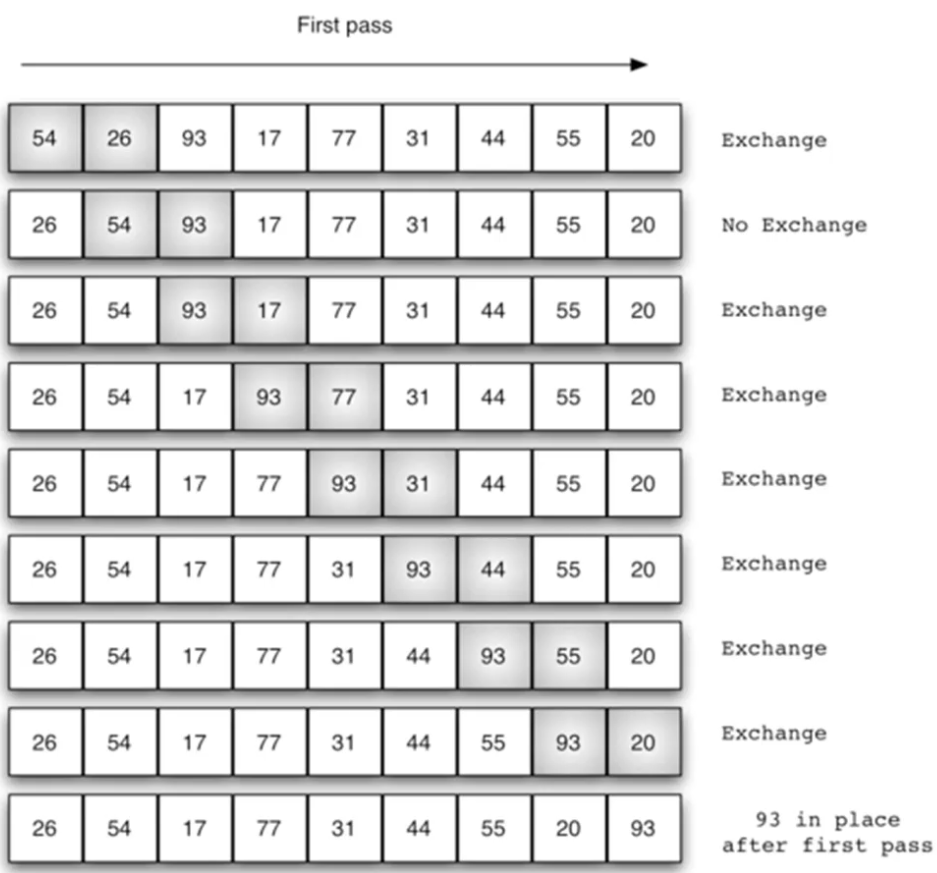 First pass
54 26 93 17 77 31 44 55 20 Exchange
26 54 93 17 77 31 44 55 20 No Exchange
26 54 93 17 77 31 44 55 20 Exchange
26 54 17 93 77 31 44 55 20 Exchange
26 54 17 77 93 31 44 55 20 Exchange
26 54 17 77 31 93 44 55 20 Exchange
26 54 17 77 31 44 93 55 20 Exchange
26 54 17 77 31 44 55 93 20 Exchange
26 54 17 77 31 44 55 20 93 93 in place
after first pass